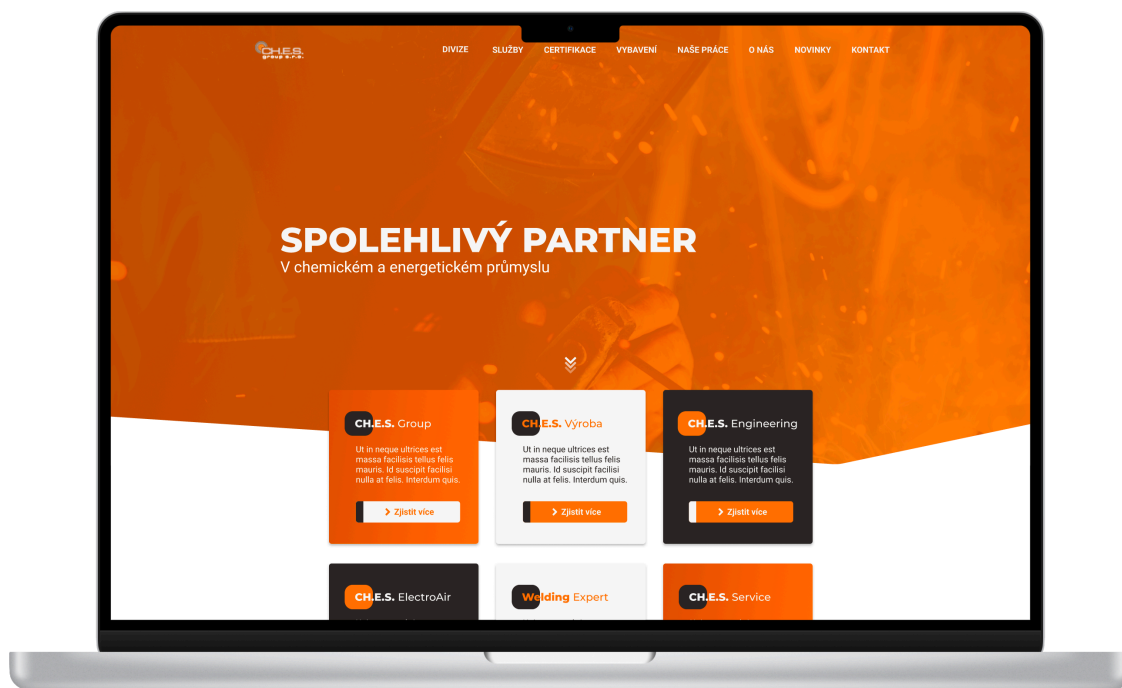 CH.E.S.
group s.r.o.
DIVIZE SLUŽBY CERTIFIKACE VYBAVENÍ NAŠE PRÁCE O NÁS NOVINKY KONTAKT
SPOLEHLIVÝ PARTNER
V chemickém a energetickém průmyslu
CH.E.S. Group
Ut in neque ultrices est
massa facilisis tellus felis
mauris. Id suscipit facilisi
nulla at felis. Interdum quis.
Zjistit více
CH.E.S. Výroba
Ut in neque ultrices est
massa facilisis tellus felis
mauris. Id suscipit facilisi
nulla at felis. Interdum quis.
Zjistit více
CH.E.S. Engineering
Ut in neque ultrices est
massa facilisis tellus felis
mauris. Id suscipit facilisi
nulla at felis. Interdum quis.
Zjistit více
CH.E.S. ElectroAir
Welding Expert
CH.E.S. Service